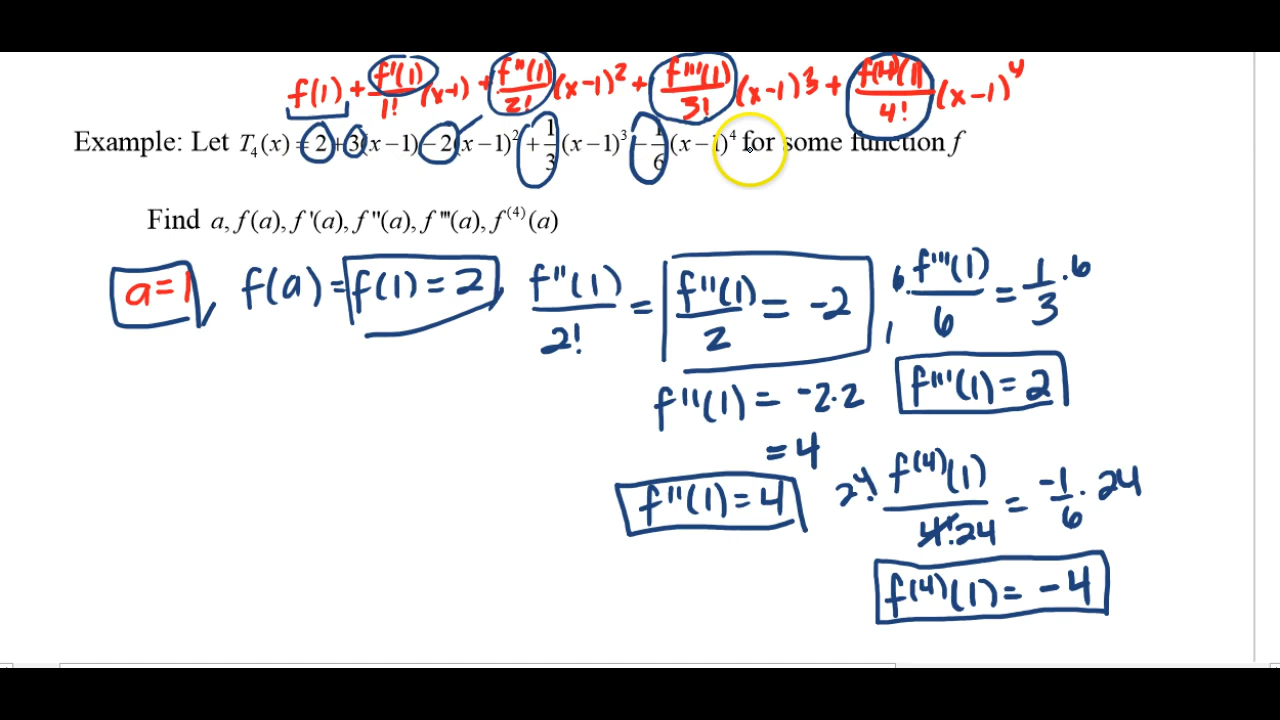 f(1) + f'(1)/1! (x-1) + f''(1)/2! (x-1)² + f'''(1)/3! (x-1)3 + f(4)(1)/4! (x-1)⁴
Example: Let T₄(x) = 2 + 3(x − 1) − 2(x − 1)² + 1/3 (x − 1)³ − 1/6 (x − 1)⁴ for some function f
Find a, f(a), f '(a), f ''(a), f '''(a), f⁽⁴⁾(a)
a=1, f(a) = f(1) = 2, f''(1)/2! = f''(1)/2 = -2
6. f'''(1)/6 = 1/3 . 6
f''(1) = -2.2
= 4
f''(1) = 4
f'''(1) = 2
24. f(4)(1)/4! 24 = -1/6 . 24
f(4)(1) = -4